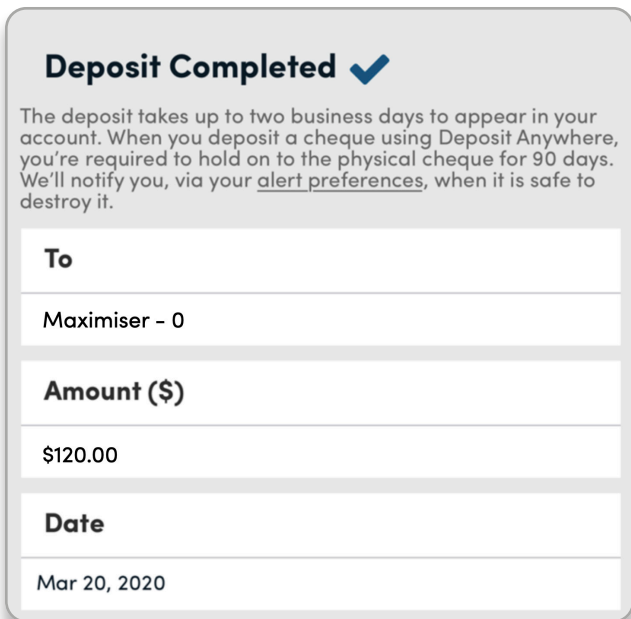 Deposit Completed
The deposit takes up to two business days to appear in your
account. When you deposit a cheque using Deposit Anywhere,
you're required to hold on to the physical cheque for 90 days.
We'll notify you, via your alert preferences, when it is safe to
destroy it.
To
Maximiser - 0
Amount ($)
$120.00
Date
Mar 20, 2020